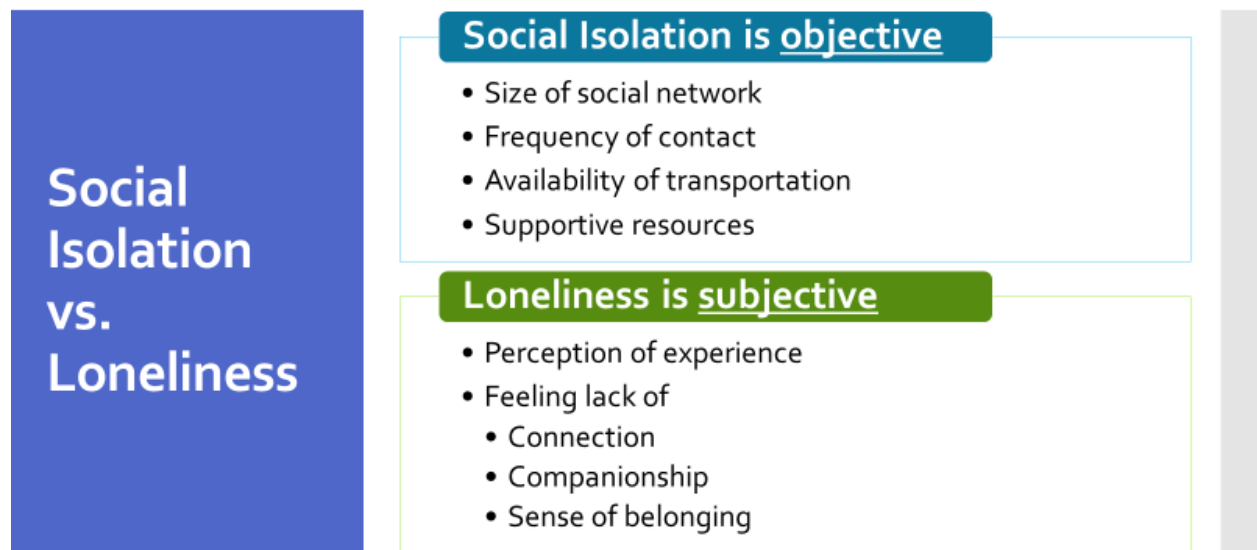 Social
Isolation
vs.
Loneliness
Social Isolation is objective
• Size of social network
• Frequency of contact
• Availability of transportation
• Supportive resources
Loneliness is subjective
• Perception of experience
• Feeling lack of
• Connection
• Companionship
• Sense of belonging